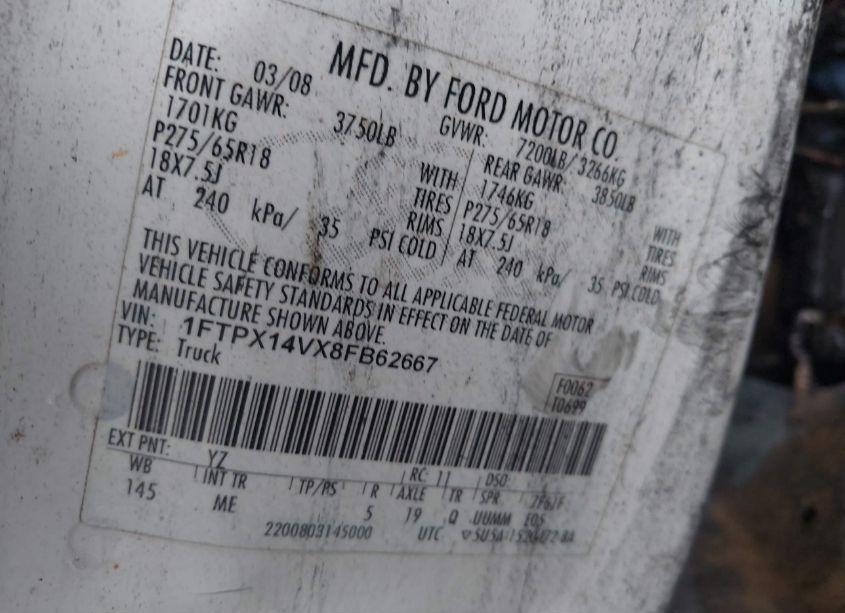 MFD. BY FORD MOTOR CO.
DATE: 03/08 GVWR: 7200LB/3266KG
FRONT GAWR: 3750LB REAR GAWR: 3850LB
1701KG WITH 1746KG WITH
P275/65R18 TIRES P275/65R18 TIRES
18X7.5J RIMS 18X7.5J RIMS
AT 240 kPa/ 35 PSI COLD AT 240 kPa/ 35 PSI COLD
THIS VEHICLE CONFORMS TO ALL APPLICABLE FEDERAL MOTOR
VEHICLE SAFETY STANDARDS IN EFFECT ON THE DATE OF
MANUFACTURE SHOWN ABOVE.
VIN: 1FTPX14VX8FB62667
TYPE: Truck
F0062
T0699
EXT PNT: YZ RC: 11 DSO:
WB INT TR TP/PS R AXLE TR SPR
145 ME 5 19 Q UUMM E05
2200803145000 UTC